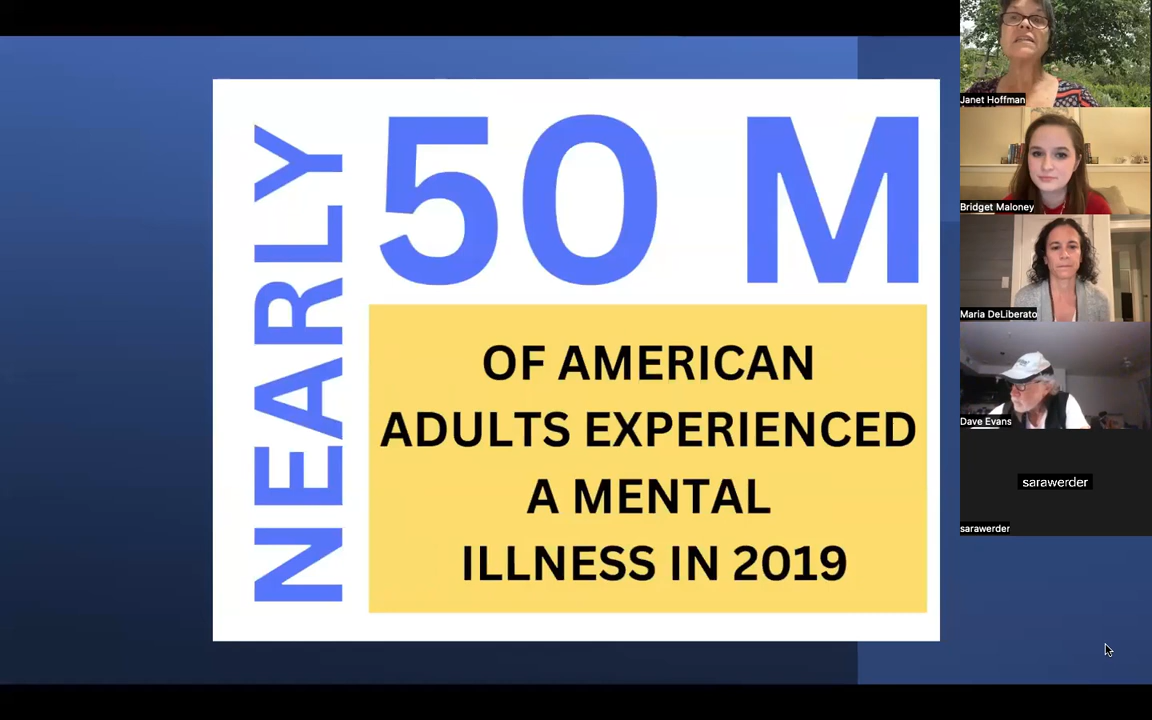 NEARLY
50 M
OF AMERICAN
ADULTS EXPERIENCED
A MENTAL
ILLNESS IN 2019
Janet Hoffman
Bridget Maloney
Maria DeLiberato
Dave Evans
sarawerder
sarawerder